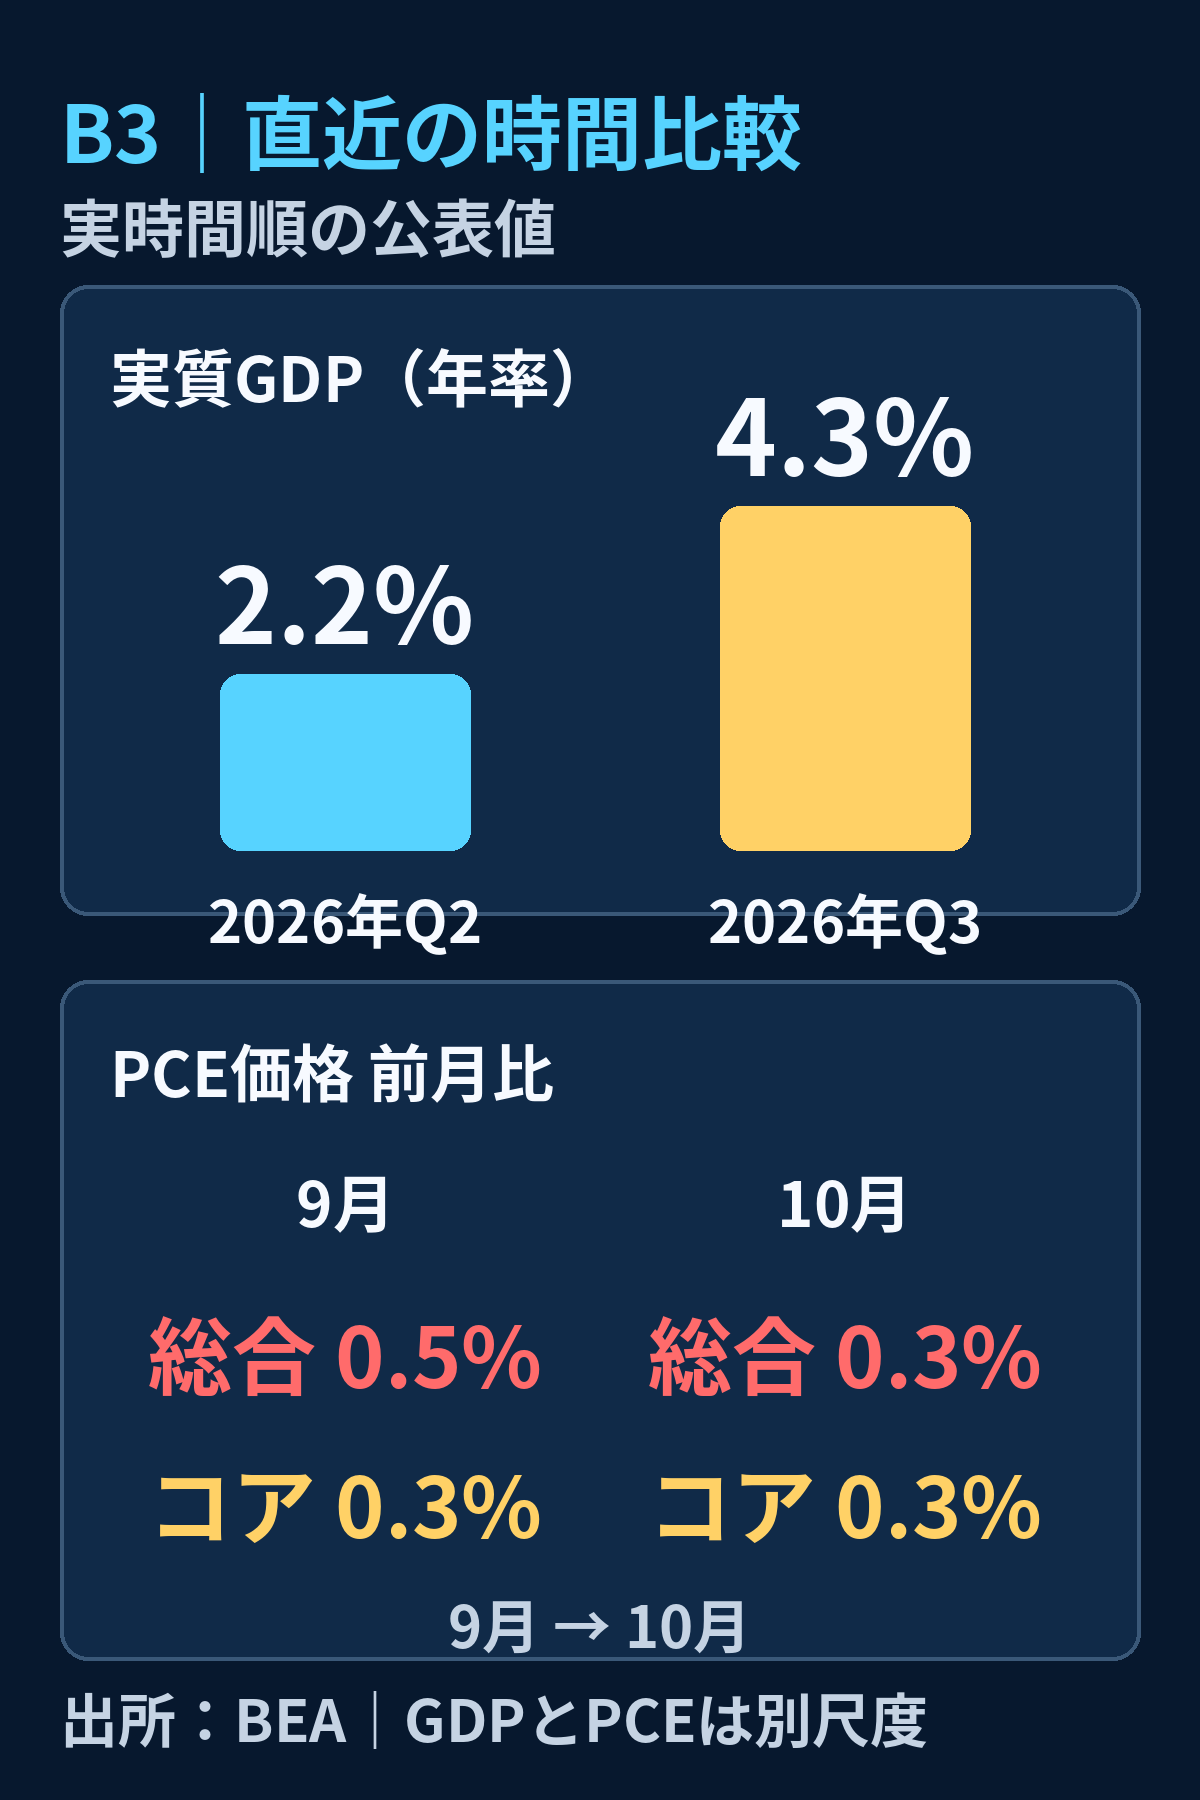 B3｜直近の時間比較
実時間順の公表値
実質GDP（年率）
4.3%
2.2%
2026年Q2 2026年Q3
PCE価格 前月比
9月 10月
総合 0.5% 総合 0.3%
コア 0.3% コア 0.3%
9月 → 10月
出所：BEA｜GDPとPCEは別尺度